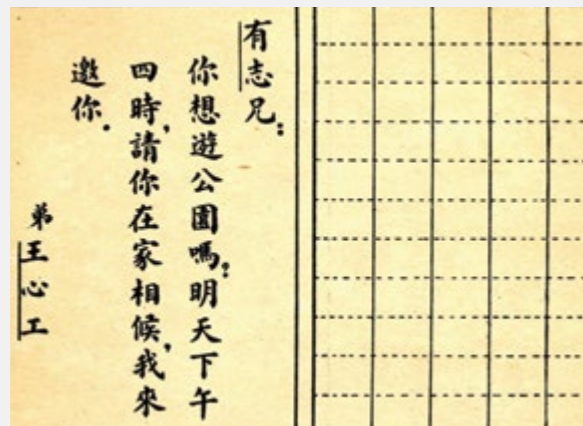 有志兄：
你想遊公園嗎？明天下午
四時，請你在家相候，我來
邀你．
弟王心工